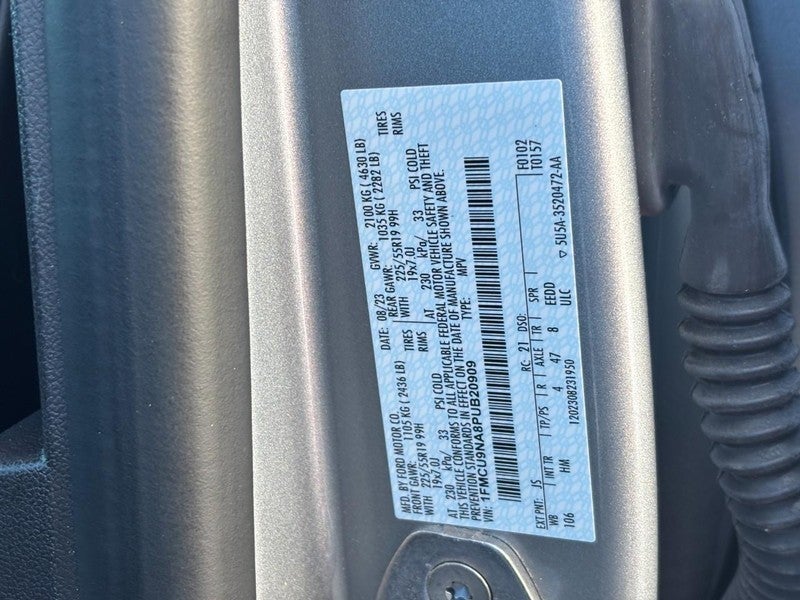 MFD. BY FORD MOTOR CO.
DATE: 08/23 GVWR: 2100 KG ( 4630 LB)
FRONT GAWR: 1105 KG ( 2436 LB) REAR GAWR: 1035 KG ( 2282 LB)
WITH 225/55R19 99H TIRES WITH 225/55R19 99H TIRES
19x7.0J RIMS 19x7.0J RIMS
AT 230 kPa/ 33 PSI COLD AT 230 kPa/ 33 PSI COLD
THIS VEHICLE CONFORMS TO ALL APPLICABLE FEDERAL MOTOR VEHICLE SAFETY AND THEFT
PREVENTION STANDARDS IN EFFECT ON THE DATE OF MANUFACTURE SHOWN ABOVE.
VIN: 1FMCU9NA8PUB20909 TYPE: MPV
F0102
T0157
EXT PNT: JS RC: 21 DSO:
WB INT TR TP/PS R AXLE TR SPR
106 HM 4 47 8 EEDD
1202308231950 ULC ▽ 5U5A-3520472-AA